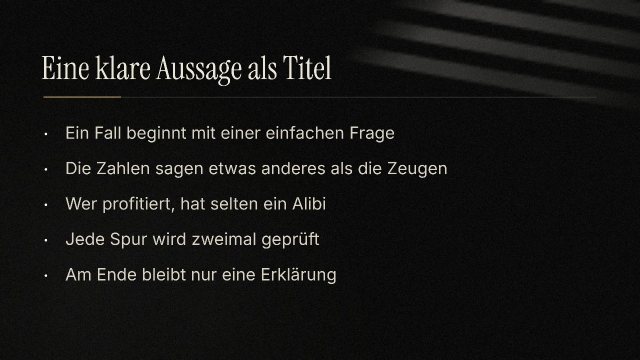 Eine klare Aussage als Titel
· Ein Fall beginnt mit einer einfachen Frage
· Die Zahlen sagen etwas anderes als die Zeugen
· Wer profitiert, hat selten ein Alibi
· Jede Spur wird zweimal geprüft
· Am Ende bleibt nur eine Erklärung